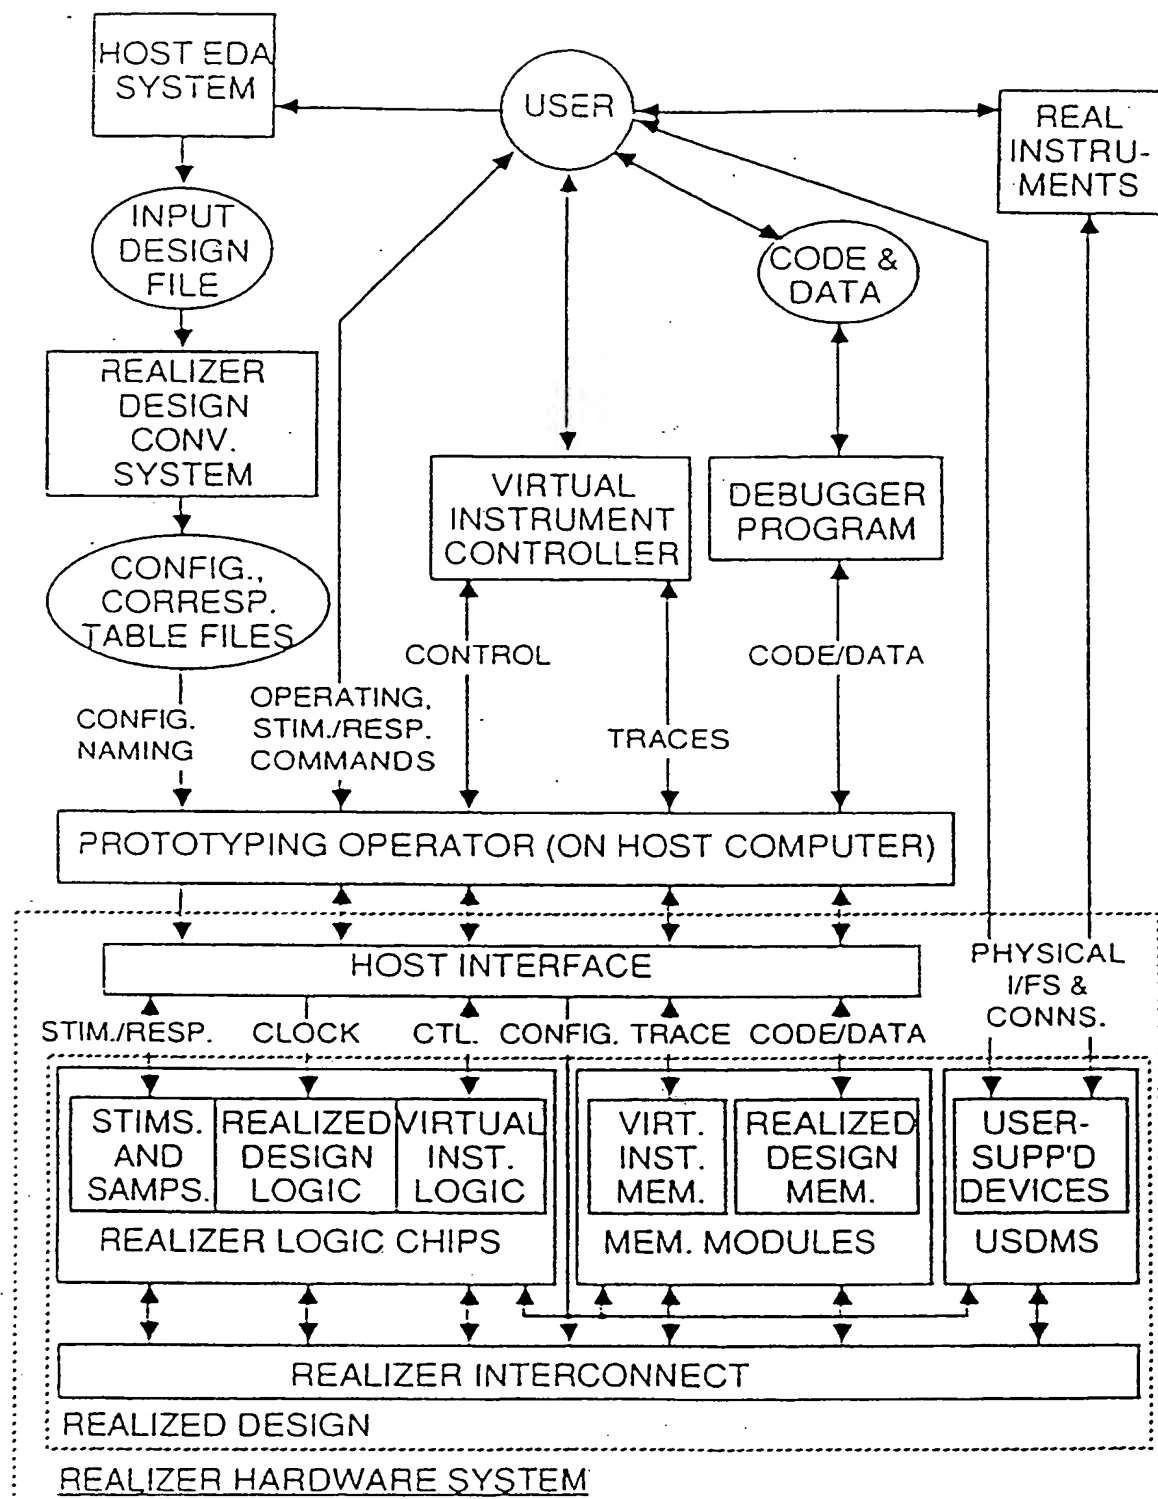 HOST EDA
SYSTEM
USER
REAL
INSTRU-
MENTS
INPUT
DESIGN
FILE
CODE &
DATA
REALIZER
DESIGN
CONV.
SYSTEM
VIRTUAL
INSTRUMENT
CONTROLLER
DEBUGGER
PROGRAM
CONFIG.,
CORRESP.
TABLE FILES
CONTROL
CODE/DATA
CONFIG.
NAMING
OPERATING,
STIM./RESP.
COMMANDS
TRACES
PROTOTYPING OPERATOR (ON HOST COMPUTER)
HOST INTERFACE
PHYSICAL
I/FS &
CONNS.
STIM./RESP. CLOCK CTL. CONFIG. TRACE CODE/DATA
STIMS.
AND
SAMPS.
REALIZED
DESIGN
LOGIC
VIRTUAL
INST.
LOGIC
REALIZER LOGIC CHIPS
VIRT.
INST.
MEM.
REALIZED
DESIGN
MEM.
MEM. MODULES
USER-
SUPP'D
DEVICES
USDMS
REALIZER INTERCONNECT
REALIZED DESIGN
REALIZER HARDWARE SYSTEM